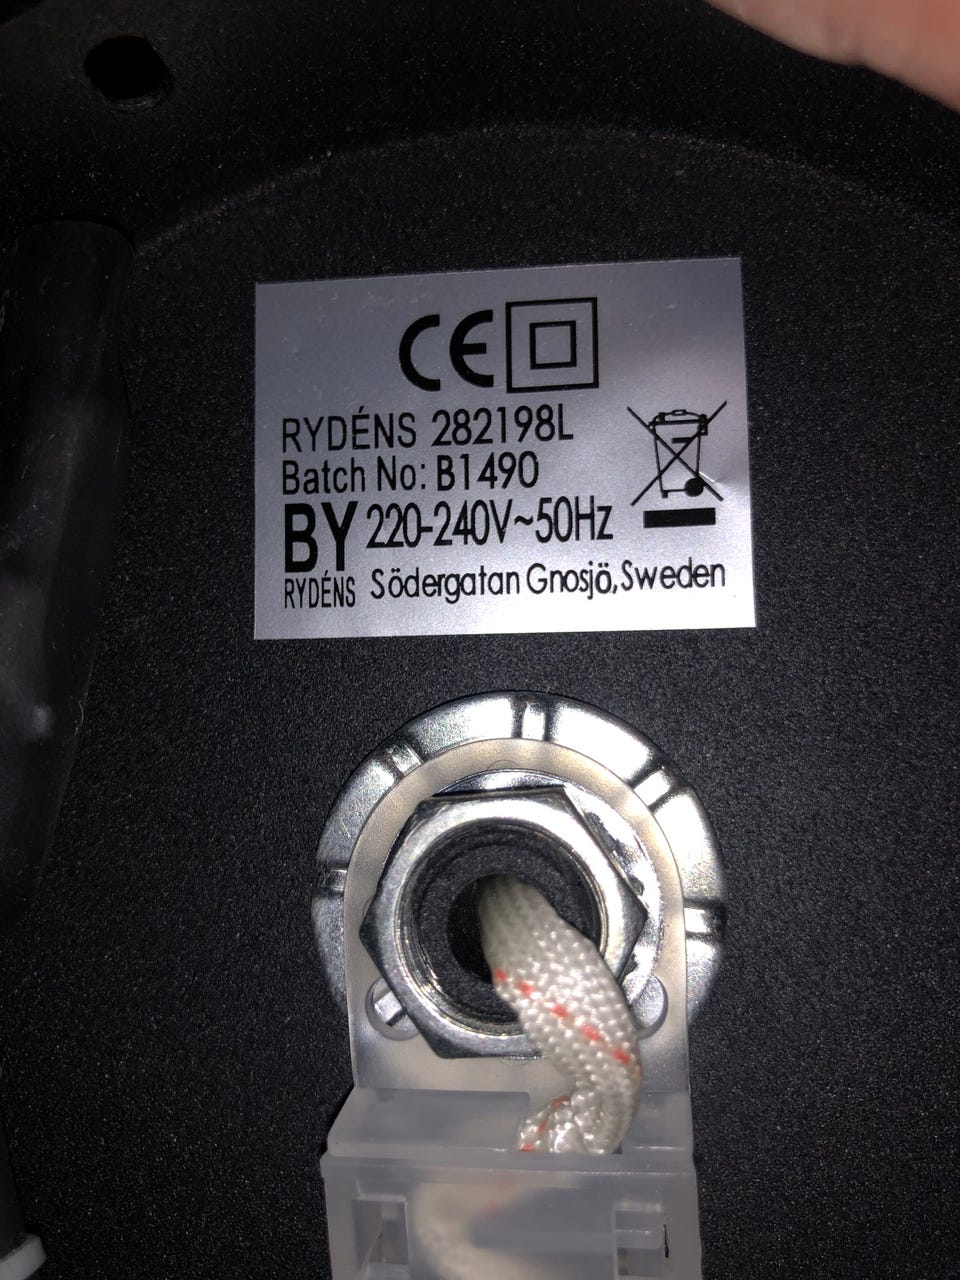 CE
RYDÉNS 282198L
Batch No: B1490
BY 220-240V~50Hz
RYDÉNS Södergatan Gnosjö, Sweden